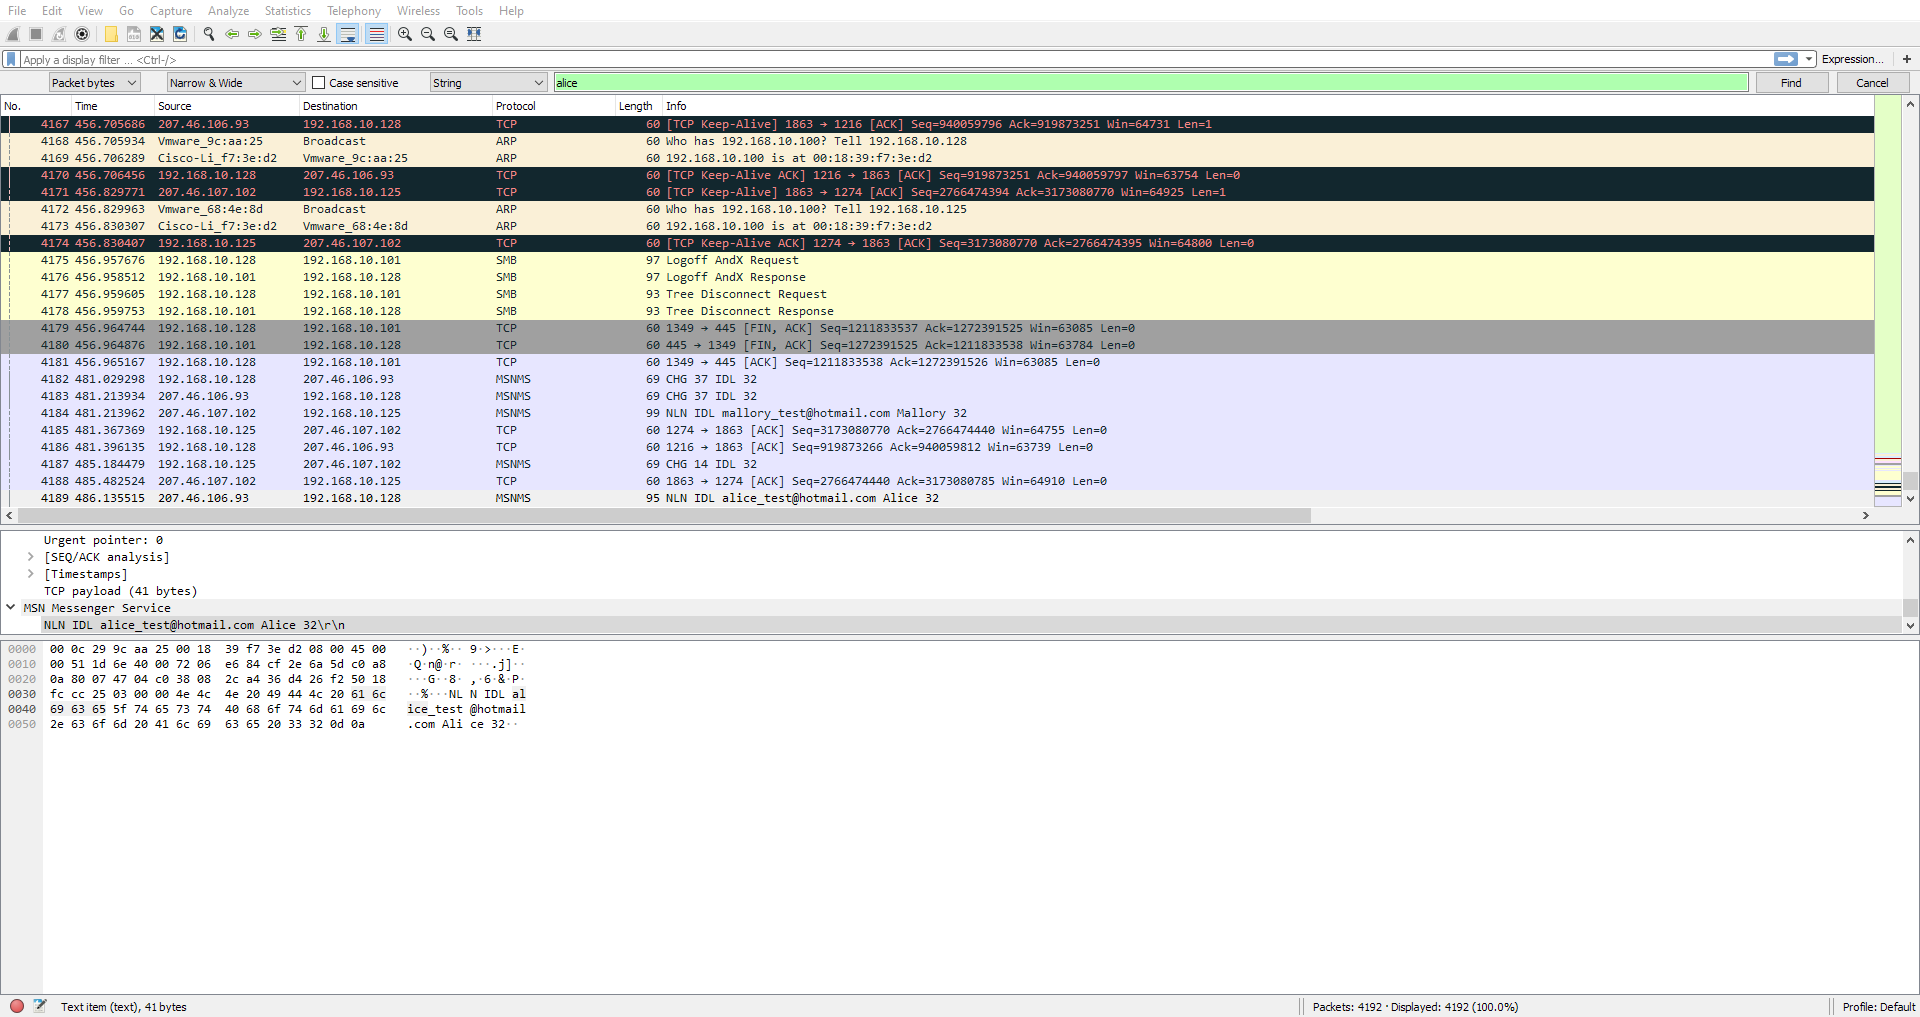 File Edit View Go Capture Analyze Statistics Telephony Wireless Tools Help
Apply a display filter ... <Ctrl-/> Expression... +
Packet bytes Narrow & Wide Case sensitive String alice Find Cancel
No. Time Source Destination Protocol Length Info
4167 456.705686 207.46.106.93 192.168.10.128 TCP 60 [TCP Keep-Alive] 1863 → 1216 [ACK] Seq=940059796 Ack=919873251 Win=64731 Len=1
4168 456.705934 Vmware_9c:aa:25 Broadcast ARP 60 Who has 192.168.10.100? Tell 192.168.10.128
4169 456.706289 Cisco-Li_f7:3e:d2 Vmware_9c:aa:25 ARP 60 192.168.10.100 is at 00:18:39:f7:3e:d2
4170 456.706456 192.168.10.128 207.46.106.93 TCP 60 [TCP Keep-Alive ACK] 1216 → 1863 [ACK] Seq=919873251 Ack=940059797 Win=63754 Len=0
4171 456.829771 207.46.107.102 192.168.10.125 TCP 60 [TCP Keep-Alive] 1863 → 1274 [ACK] Seq=2766474394 Ack=3173080770 Win=64925 Len=1
4172 456.829963 Vmware_68:4e:8d Broadcast ARP 60 Who has 192.168.10.100? Tell 192.168.10.125
4173 456.830307 Cisco-Li_f7:3e:d2 Vmware_68:4e:8d ARP 60 192.168.10.100 is at 00:18:39:f7:3e:d2
4174 456.830407 192.168.10.125 207.46.107.102 TCP 60 [TCP Keep-Alive ACK] 1274 → 1863 [ACK] Seq=3173080770 Ack=2766474395 Win=64800 Len=0
4175 456.957676 192.168.10.128 192.168.10.101 SMB 97 Logoff AndX Request
4176 456.958512 192.168.10.101 192.168.10.128 SMB 97 Logoff AndX Response
4177 456.959605 192.168.10.128 192.168.10.101 SMB 93 Tree Disconnect Request
4178 456.959753 192.168.10.101 192.168.10.128 SMB 93 Tree Disconnect Response
4179 456.964744 192.168.10.128 192.168.10.101 TCP 60 1349 → 445 [FIN, ACK] Seq=1211833537 Ack=1272391525 Win=63085 Len=0
4180 456.964876 192.168.10.101 192.168.10.128 TCP 60 445 → 1349 [FIN, ACK] Seq=1272391525 Ack=1211833538 Win=63784 Len=0
4181 456.965167 192.168.10.128 192.168.10.101 TCP 60 1349 → 445 [ACK] Seq=1211833538 Ack=1272391526 Win=63085 Len=0
4182 481.029298 192.168.10.128 207.46.106.93 MSNMS 69 CHG 37 IDL 32
4183 481.213934 207.46.106.93 192.168.10.128 MSNMS 69 CHG 37 IDL 32
4184 481.213962 207.46.107.102 192.168.10.125 MSNMS 99 NLN IDL mallory_test@hotmail.com Mallory 32
4185 481.367369 192.168.10.125 207.46.107.102 TCP 60 1274 → 1863 [ACK] Seq=3173080770 Ack=2766474440 Win=64755 Len=0
4186 481.396135 192.168.10.128 207.46.106.93 TCP 60 1216 → 1863 [ACK] Seq=919873266 Ack=940059812 Win=63739 Len=0
4187 485.184479 192.168.10.125 207.46.107.102 MSNMS 69 CHG 14 IDL 32
4188 485.482524 207.46.107.102 192.168.10.125 TCP 60 1863 → 1274 [ACK] Seq=2766474440 Ack=3173080785 Win=64910 Len=0
4189 486.135515 207.46.106.93 192.168.10.128 MSNMS 95 NLN IDL alice_test@hotmail.com Alice 32
Urgent pointer: 0
[SEQ/ACK analysis]
[Timestamps]
TCP payload (41 bytes)
MSN Messenger Service
NLN IDL alice_test@hotmail.com Alice 32\r\n
0000 00 0c 29 9c aa 25 00 18 39 f7 3e d2 08 00 45 00 ··)··%·· 9·>···E·
0010 00 51 1d 6e 40 00 72 06 e6 84 cf 2e 6a 5d c0 a8 ·Q·n@·r· ···.j]··
0020 0a 80 07 47 04 c0 38 08 2c a4 36 d4 26 f2 50 18 ···G··8· ,·6·&·P·
0030 fc cc 25 03 00 00 4e 4c 4e 20 49 44 4c 20 61 6c ··%···NL N IDL al
0040 69 63 65 5f 74 65 73 74 40 68 6f 74 6d 61 69 6c ice_test @hotmail
0050 2e 63 6f 6d 20 41 6c 69 63 65 20 33 32 0d 0a .com Ali ce 32··
Text item (text), 41 bytes Packets: 4192 · Displayed: 4192 (100.0%) Profile: Default